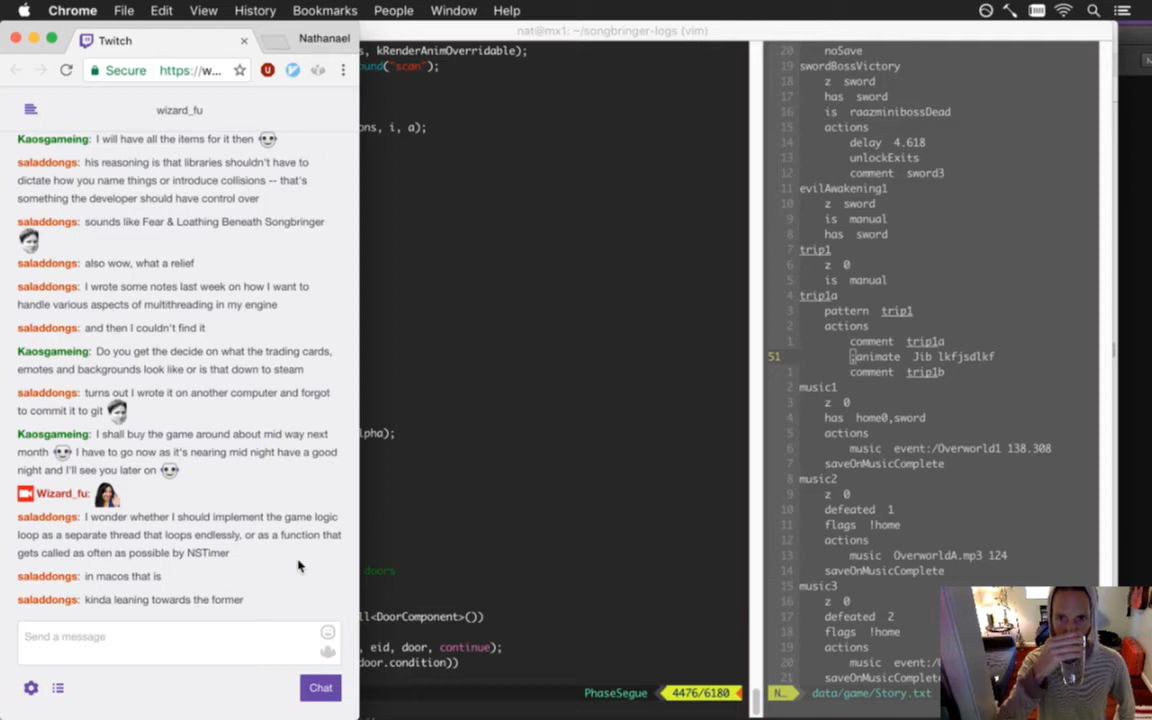 Chrome File Edit View History Bookmarks People Window Help
nat@mx1: ~/songbringer-logs (vim)
Twitch
Nathanael
Secure https://w...
wizard_fu
Kaosgameing: I will have all the items for it then
saladdongs: his reasoning is that libraries shouldn't have to
dictate how you name things or introduce collisions -- that's
something the developer should have control over
saladdongs: sounds like Fear & Loathing Beneath Songbringer
saladdongs: also wow, what a relief
saladdongs: I wrote some notes last week on how I want to
handle various aspects of multithreading in my engine
saladdongs: and then I couldn't find it
Kaosgameing: Do you get the decide on what the trading cards,
emotes and backgrounds look like or is that down to steam
saladdongs: turns out I wrote it on another computer and forgot
to commit it to git
Kaosgameing: I shall buy the game around about mid way next
month I have to go now as it's nearing mid night have a good
night and I'll see you later on
Wizard_fu:
saladdongs: I wonder whether I should implement the game logic
loop as a separate thread that loops endlessly, or as a function that
gets called as often as possible by NSTimer
saladdongs: in macos that is
saladdongs: kinda leaning towards the former
Send a message
Chat
s, kRenderAnimOverridable);
ound("scan");
ons, i, a);
lpha);
doors
ll<DoorComponent>())
, eid, door, continue);
door.condition))
PhaseSegue 4476/6180
20 noSave
19 swordBossVictory
18 z sword
17 has sword
16 is raazminibossDead
15 actions
14 delay 4.618
13 unlockExits
12 comment sword3
11 evilAwakening1
10 z sword
9 is manual
8 has sword
7 trip1
6 z 0
5 is manual
4 trip1a
3 pattern trip1
2 actions
1 comment trip1a
51 ;animate Jib lkfjsdlkf
1 comment trip1b
2 music1
3 z 0
4 has home0,sword
5 actions
6 music event:/Overworld1 138.308
7 saveOnMusicComplete
8 music2
9 z 0
10 defeated 1
11 flags !home
12 actions
13 music OverworldA.mp3 124
14 saveOnMusicComplete
15 music3
16 z 0
17 defeated 2
18 flags !home
19 actions
20 music event:/
21 saveOnMusicComplete
N... data/game/Story.txt